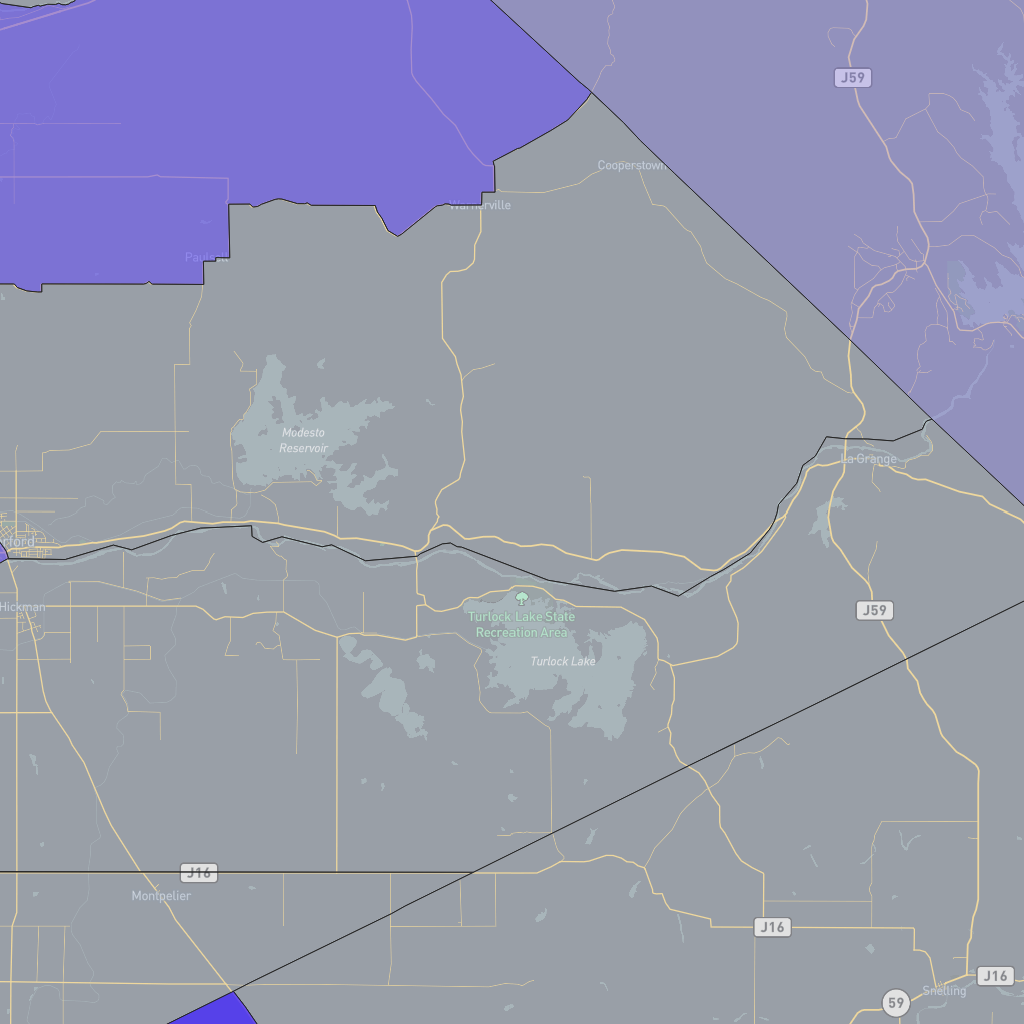 J59
Cooperstown
Warnerville
Paulsell
Modesto
Reservoir
La Grange
rford
Hickman
J59
Turlock Lake State
Recreation Area
Turlock Lake
J16
Montpelier
J16
J16
Snelling
59